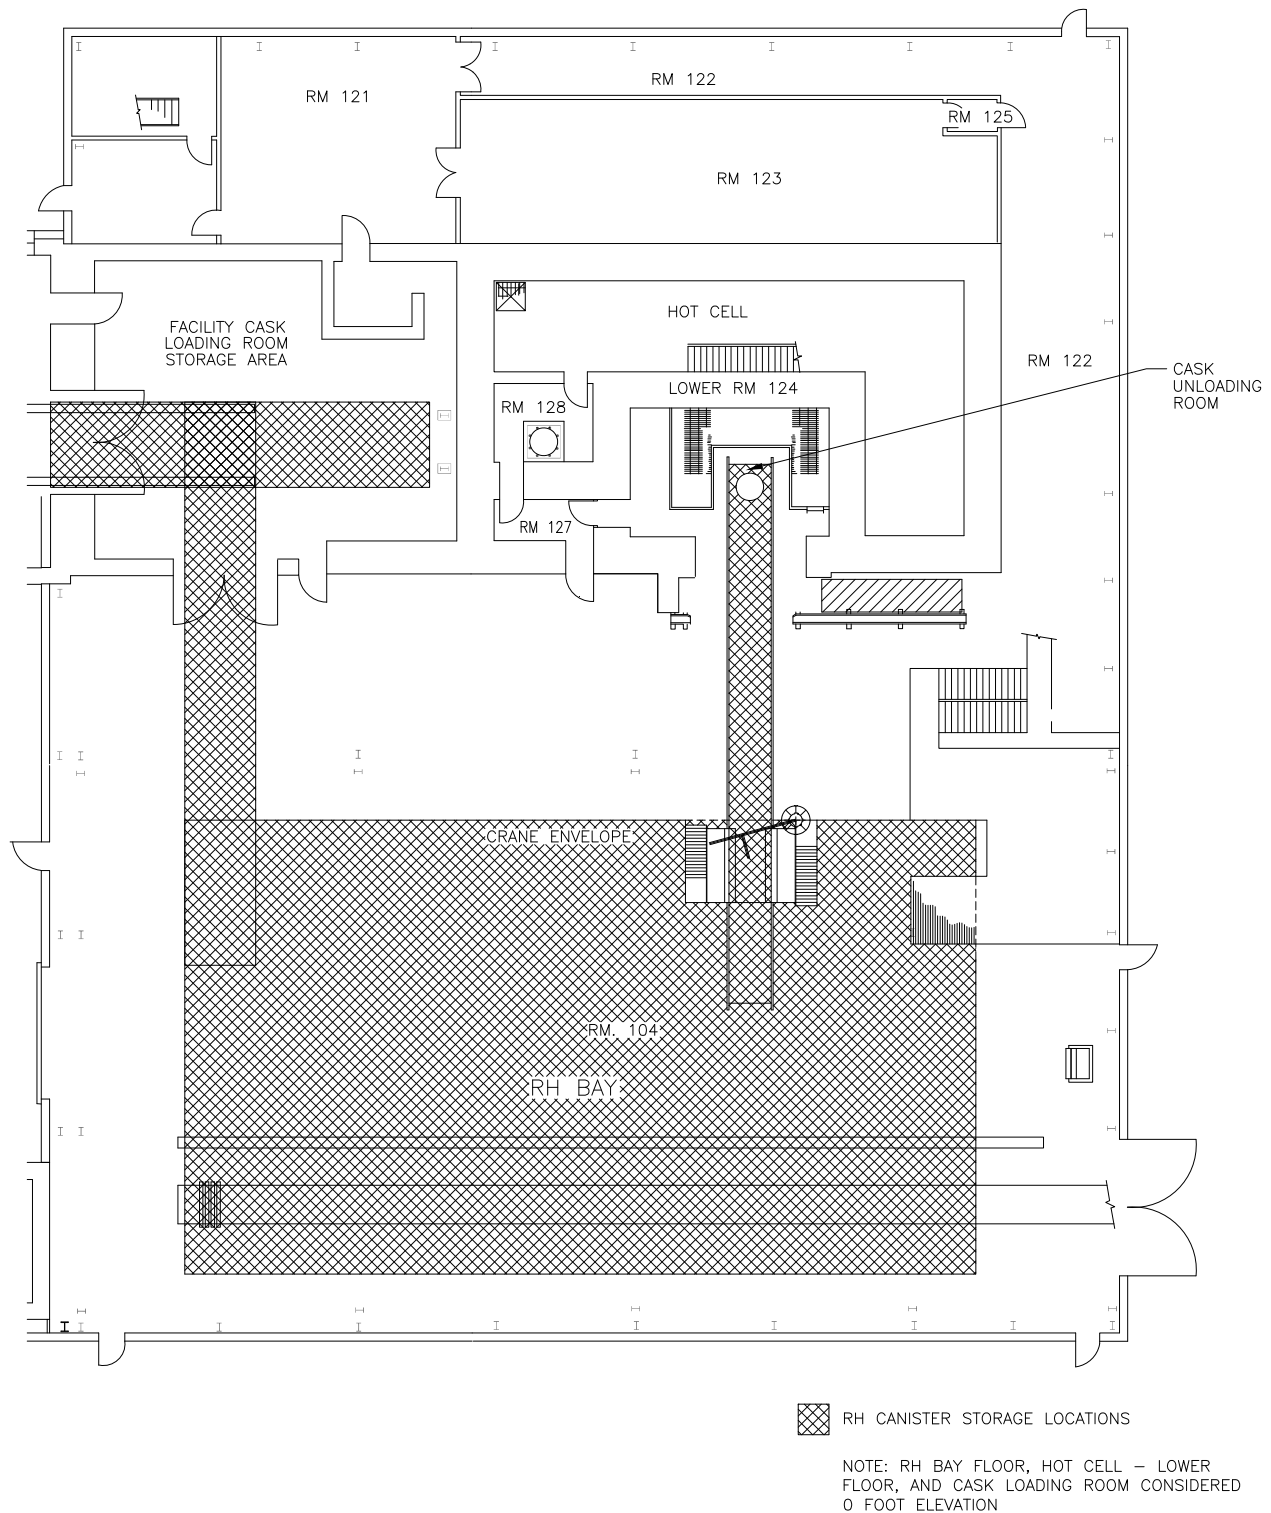 RM 122
RM 121
RM 125
RM 123
HOT CELL
FACILITY CASK
LOADING ROOM
STORAGE AREA
RM 122
CASK
UNLOADING
ROOM
LOWER RM 124
RM 128
RM 127
CRANE ENVELOPE
RM. 104
RH BAY
RH CANISTER STORAGE LOCATIONS
NOTE: RH BAY FLOOR, HOT CELL – LOWER
FLOOR, AND CASK LOADING ROOM CONSIDERED
0 FOOT ELEVATION